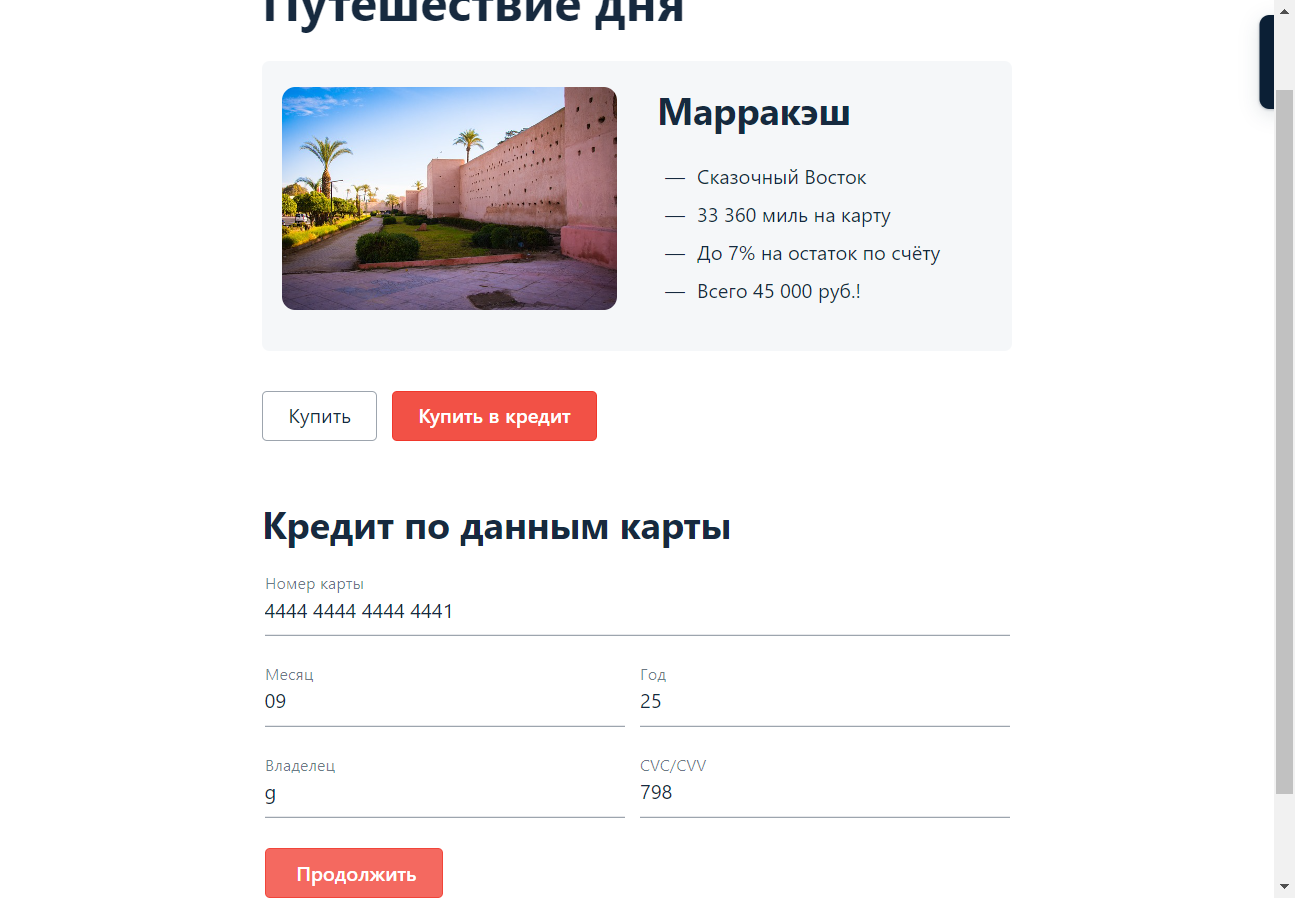 Путешествие дня
Марракэш
— Сказочный Восток
— 33 360 миль на карту
— До 7% на остаток по счёту
— Всего 45 000 руб.!
Купить
Купить в кредит
Кредит по данным карты
Номер карты
4444 4444 4444 4441
Месяц
Год
09
25
Владелец
CVC/CVV
g
798
Продолжить